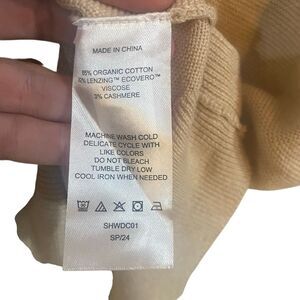 MADE IN CHINA
85% ORGANIC COTTON
12% LENZING™ ECOVERO™
VISCOSE
3% CASHMERE
MACHINE WASH COLD
DELICATE CYCLE WITH
LIKE COLORS
DO NOT BLEACH
TUMBLE DRY LOW
COOL IRON WHEN NEEDED
SHWDC01
SP/24